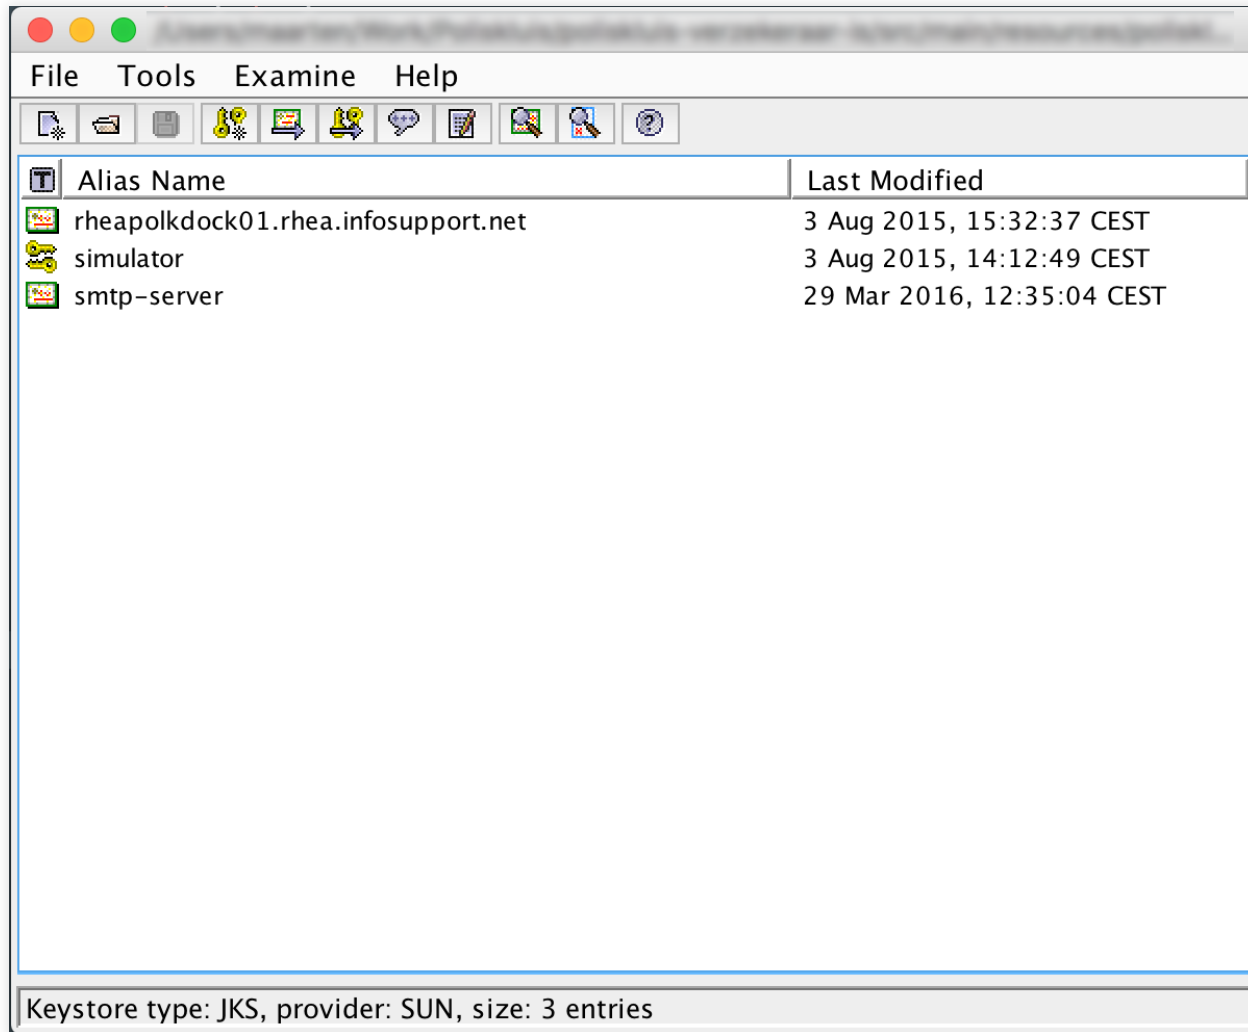 File Tools Examine Help
T Alias Name Last Modified
rheapolkdock01.rhea.infosupport.net 3 Aug 2015, 15:32:37 CEST
simulator 3 Aug 2015, 14:12:49 CEST
smtp-server 29 Mar 2016, 12:35:04 CEST
Keystore type: JKS, provider: SUN, size: 3 entries